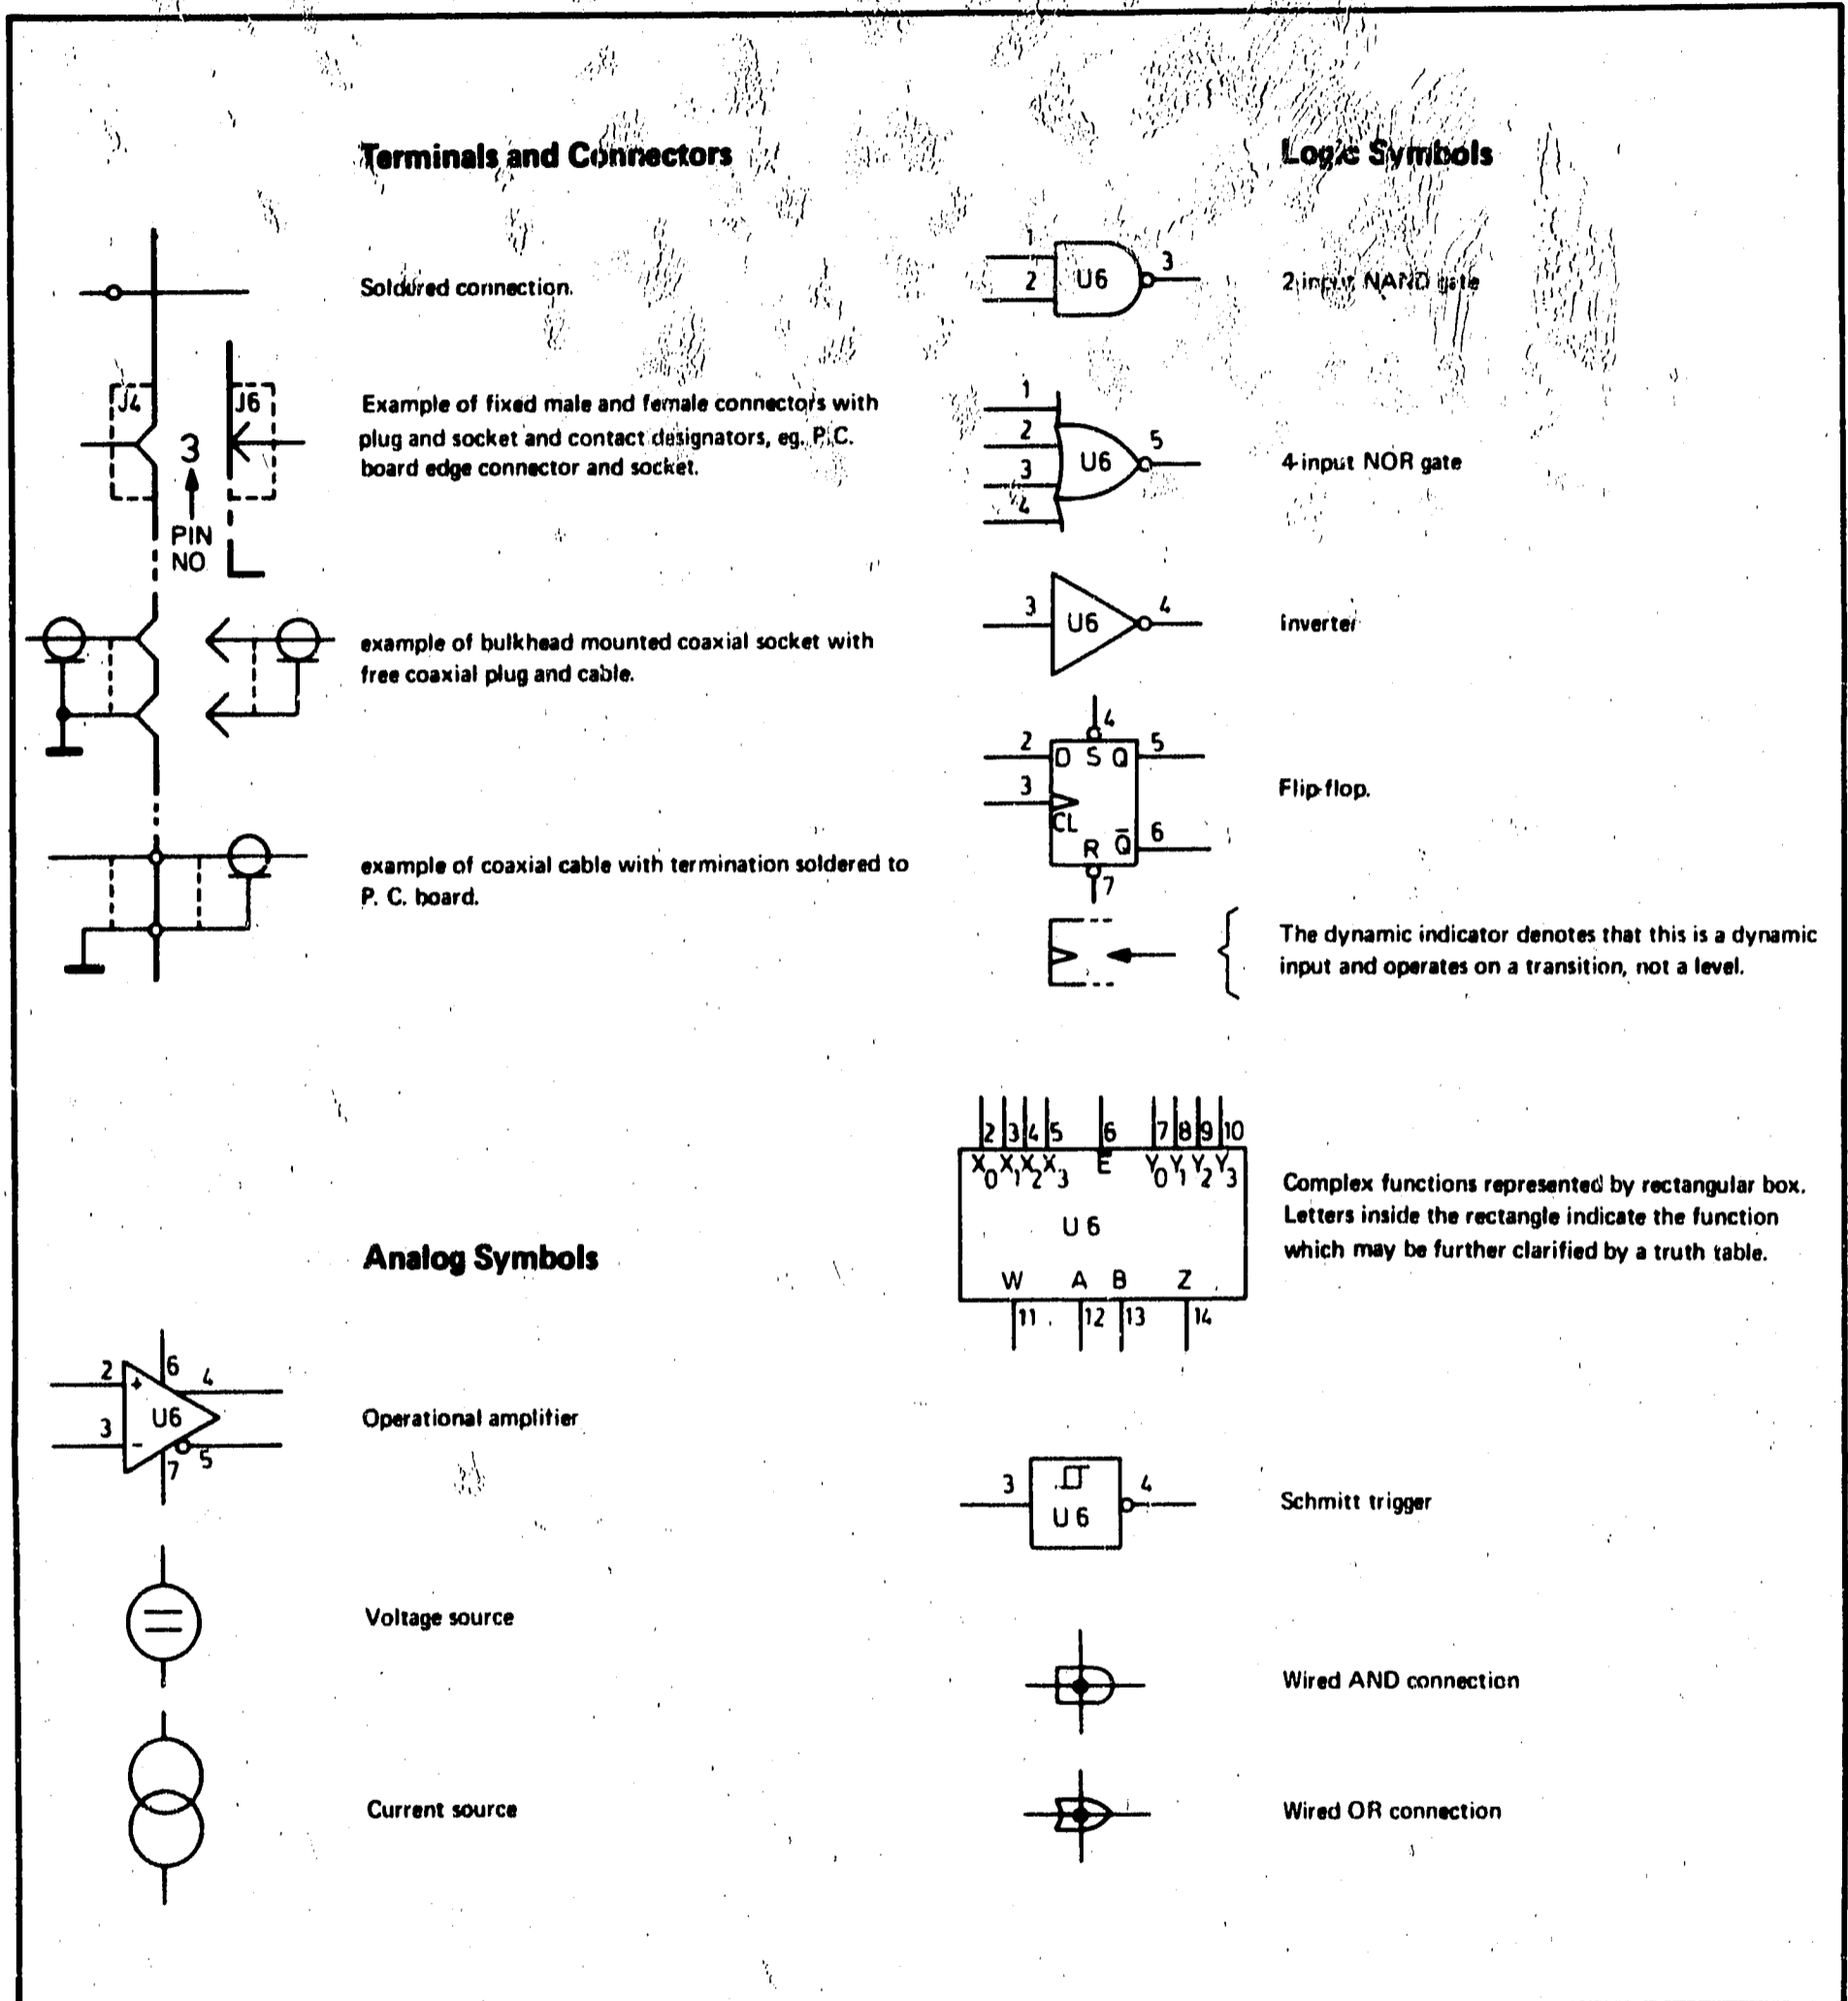 Terminals and Connectors
Soldured connection.
J4
J6
3
PIN
NO
Example of fixed male and female connectors with
plug and socket and contact designators, eg. P.C.
board edge connector and socket.
example of bulkhead mounted coaxial socket with
free coaxial plug and cable.
example of coaxial cable with termination soldered to
P. C. board.
Analog Symbols
2
6
4
+
U6
3
-
7
5
Operational amplifier
Voltage source
Current source
Logic Symbols
1
2
U6
3
2-input NAND gate
1
2
3
4
U6
5
4-input NOR gate
3
U6
4
inverter
4
2
D S Q
5
3
CL
R Q̅
6
7
Flip-flop.
The dynamic indicator denotes that this is a dynamic
input and operates on a transition, not a level.
2 3 4 5 6 7 8 9 10
X0 X1 X2 X3 E̅ Y0 Y1 Y2 Y3
U6
W A B Z
11 12 13 14
Complex functions represented by rectangular box.
Letters inside the rectangle indicate the function
which may be further clarified by a truth table.
3
U6
4
Schmitt trigger
Wired AND connection
Wired OR connection